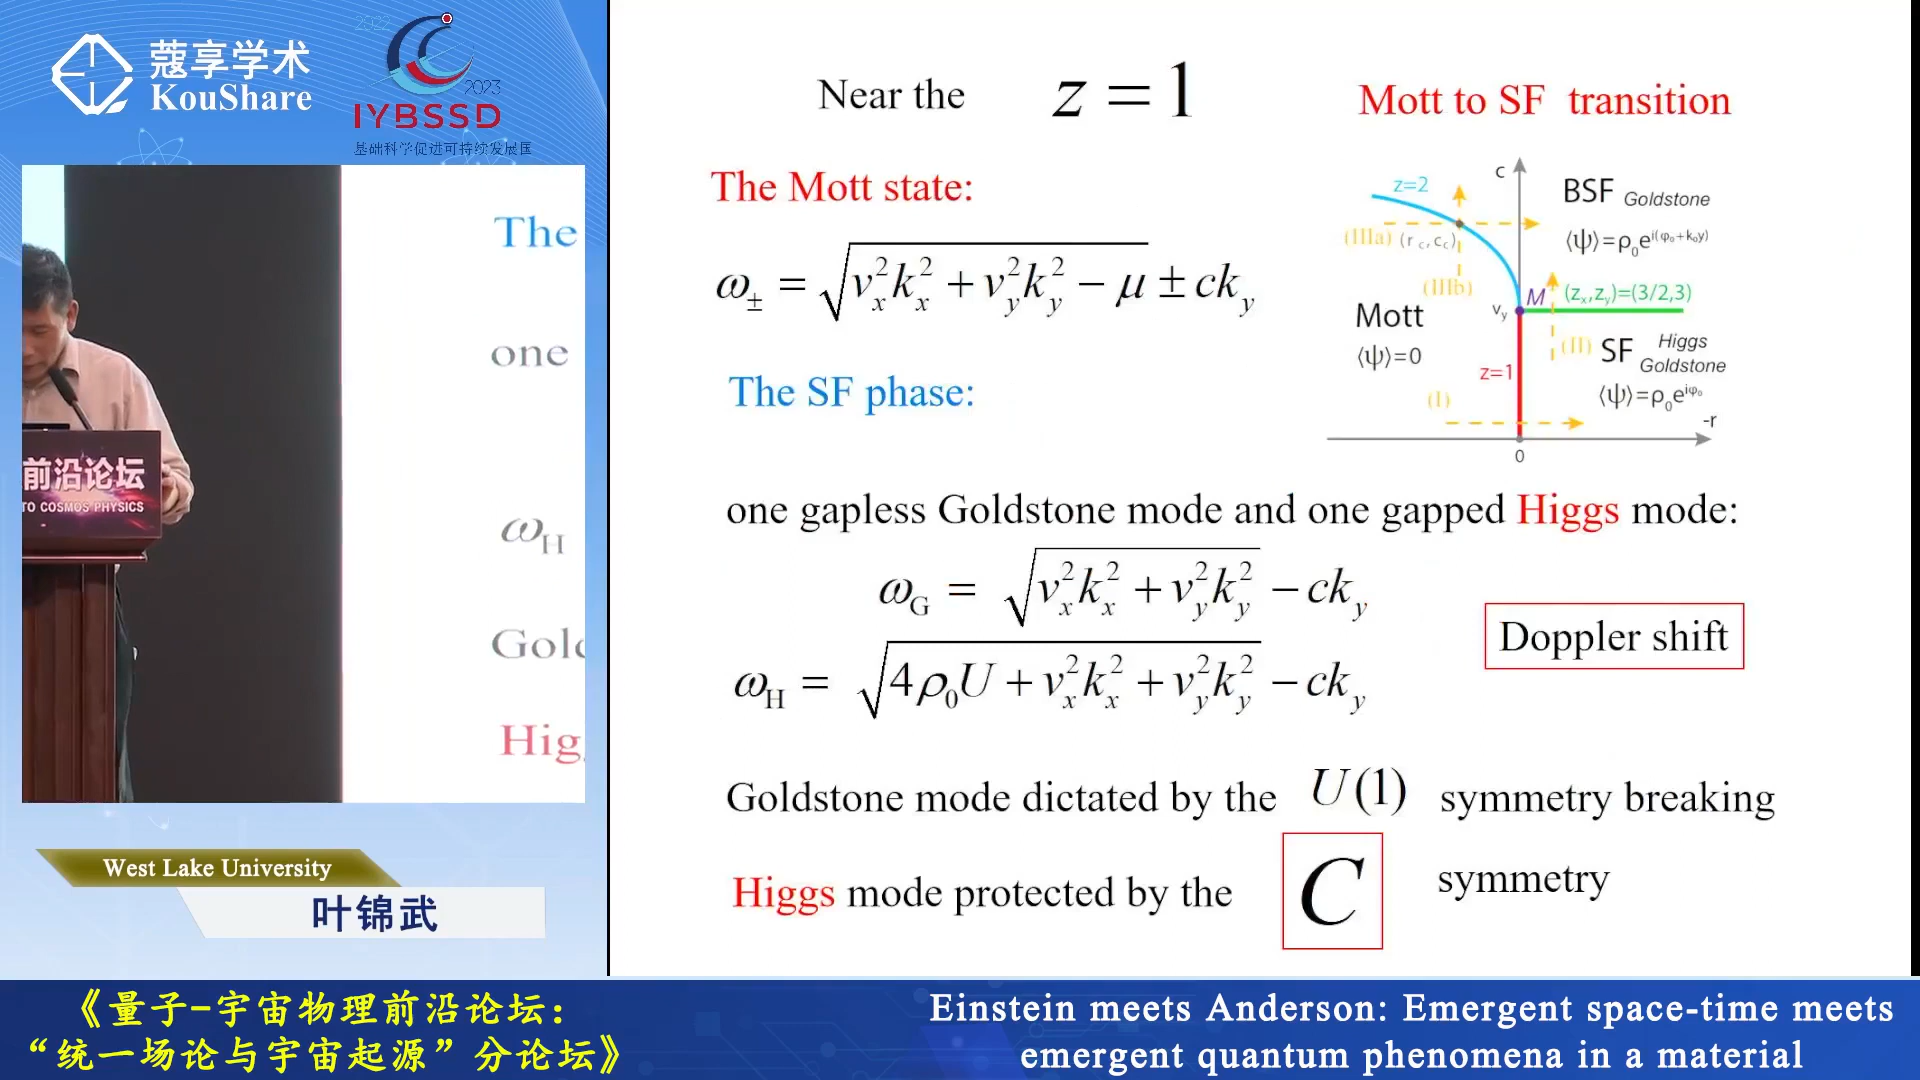 蔻享学术
KouShare
2022
2023
IYBSSD
基础科学促进可持续发展国
The
one
ω_H
Gold
Hig
前沿论坛
TO COSMOS PHYSICS
West Lake University
叶锦武
Near the z = 1 Mott to SF transition
The Mott state:
ω± = √(v_x²k_x² + v_y²k_y² − μ) ± ck_y
The SF phase:
c
z=2
BSF Goldstone
⟨ψ⟩=ρ₀e^{i(φ₀+k₀y)}
(IIIa) (r_c, c_c)
(IIIb)
M (z_x,z_y)=(3/2,3)
v_y
Mott
⟨ψ⟩=0
(II) SF Higgs
Goldstone
z=1
⟨ψ⟩=ρ₀e^{iφ₀}
(I)
-r
0
one gapless Goldstone mode and one gapped Higgs mode:
ω_G = √(v_x²k_x² + v_y²k_y²) − ck_y
Doppler shift
ω_H = √(4ρ₀U + v_x²k_x² + v_y²k_y²) − ck_y
Goldstone mode dictated by the U(1) symmetry breaking
Higgs mode protected by the C symmetry
《量子-宇宙物理前沿论坛:
“统一场论与宇宙起源”分论坛》
Einstein meets Anderson: Emergent space-time meets
emergent quantum phenomena in a material